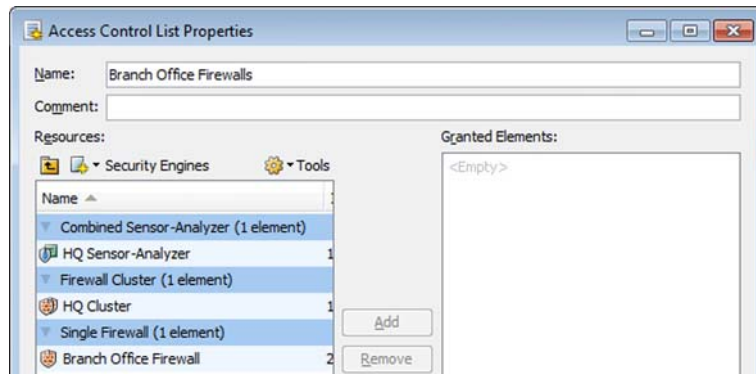 Access Control List Properties
Name: Branch Office Firewalls
Comment:
Resources:
Granted Elements:
Security Engines
Tools
<Empty>
Name
Combined Sensor-Analyzer (1 element)
HQ Sensor-Analyzer 1
Firewall Cluster (1 element)
HQ Cluster 1
Single Firewall (1 element)
Branch Office Firewall 2
Add
Remove